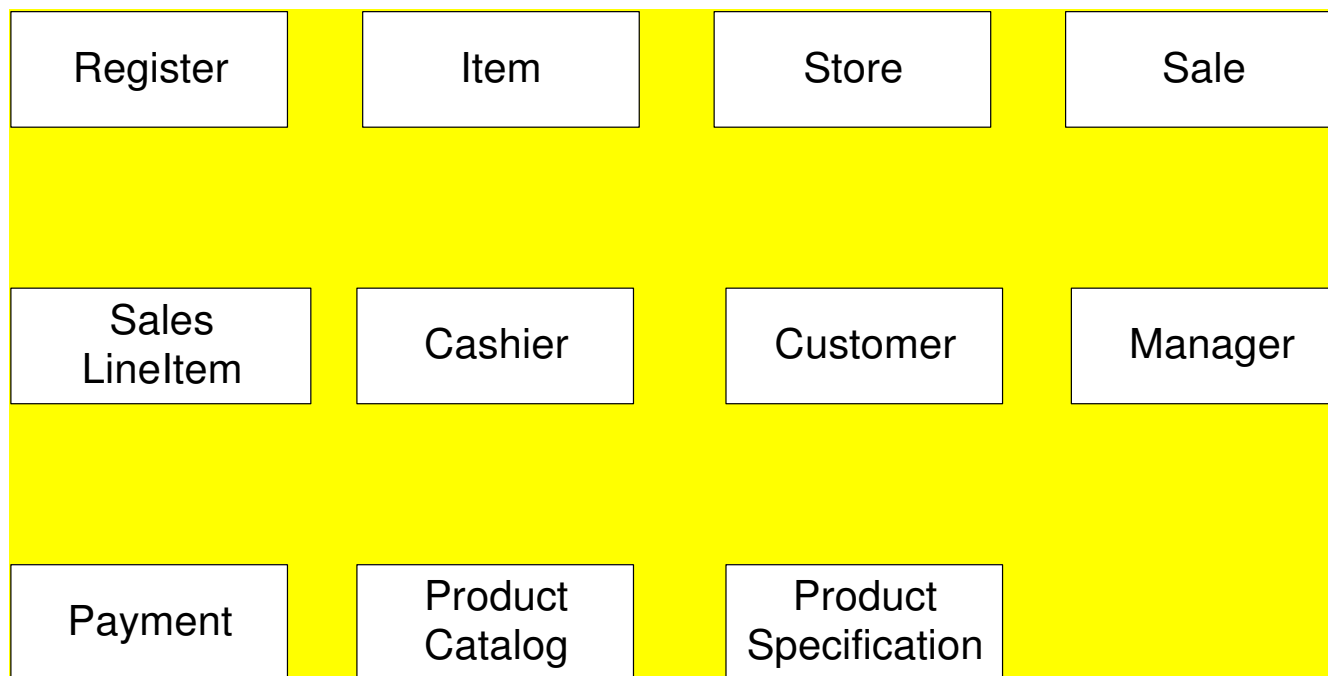 Register
Item
Store
Sale
Sales
LineItem
Cashier
Customer
Manager
Payment
Product
Catalog
Product
Specification